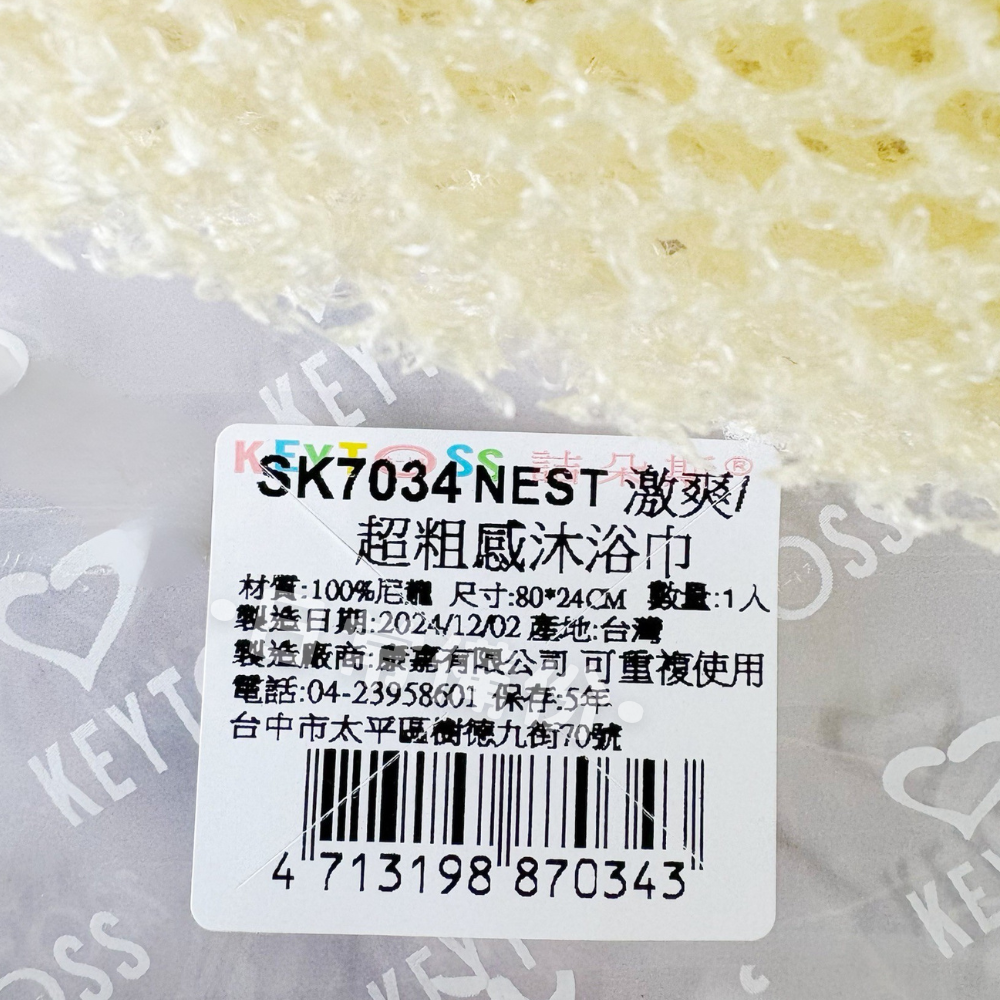 KEYTOSS 詰朵斯®
SK7034 NEST 激爽/
超粗感沐浴巾
材質:100%尼龍 尺寸:80*24CM 數量:1入
製造日期:2024/12/02 產地:台灣
製造廠商:康嘉有限公司 可重複使用
電話:04-23958601 保存:5年
台中市太平區樹德九街70號
4 713198 870343
KEYTOSS
KEYTOSS